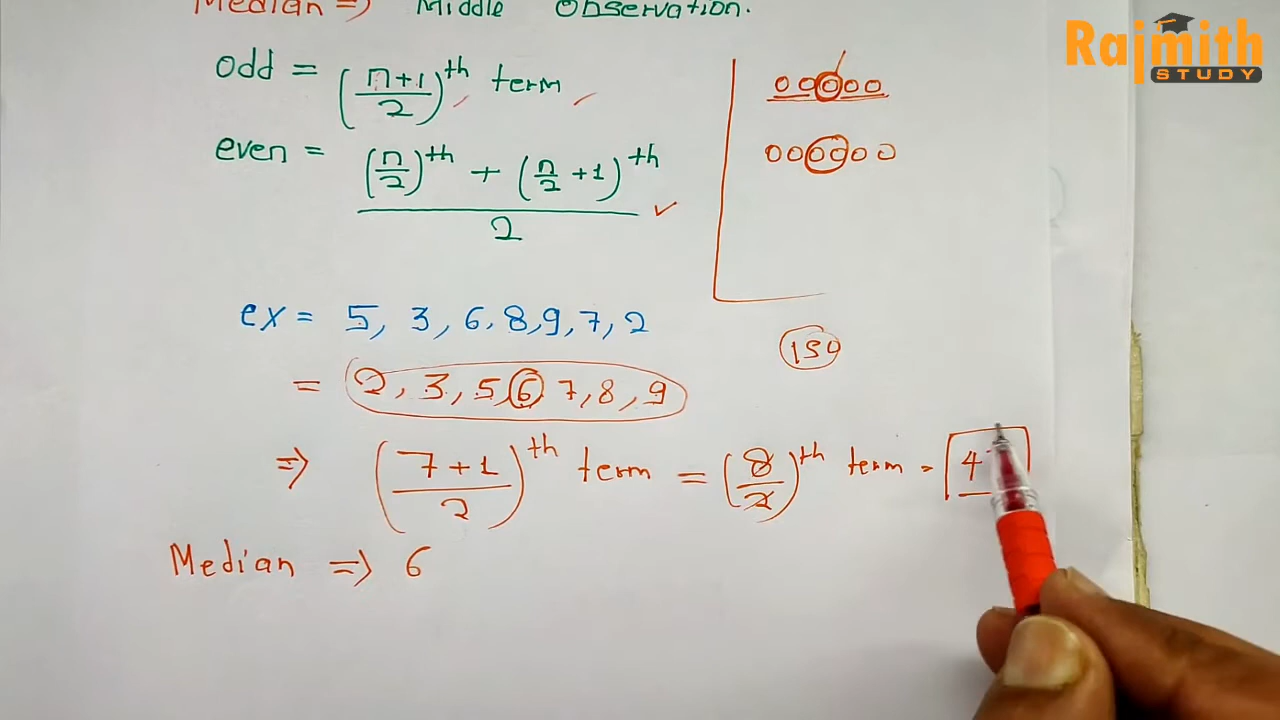 Rajmith
STUDY
Median => Middle Observation.
odd = (n+1/2)^th term
even = (n/2)^th + (n/2 +1)^th
2
ex = 5, 3, 6, 8, 9, 7, 2
= 2, 3, 5, 6 7, 8, 9
150
=> (7+1/2)^th term = (8/2)^th term = 4
Median => 6